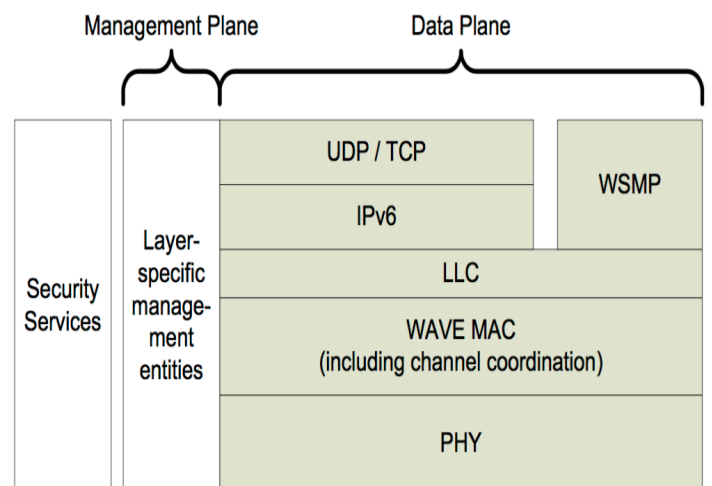 Management Plane
Data Plane
Security
Services
Layer-
specific
manage-
ment
entities
UDP / TCP
IPv6
WSMP
LLC
WAVE MAC
(including channel coordination)
PHY